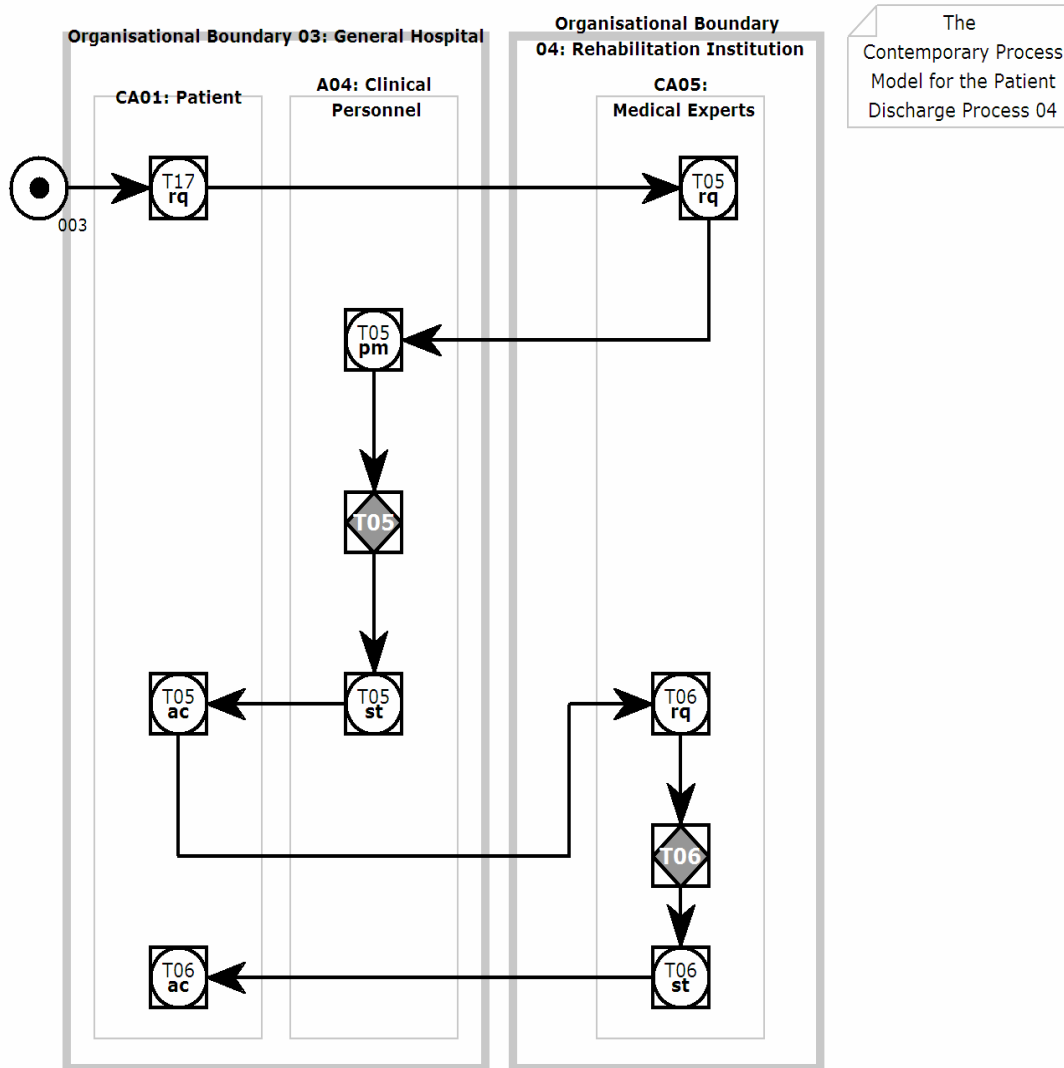 Organisational Boundary 03: General Hospital
Organisational Boundary
04: Rehabilitation Institution
The
Contemporary Process
Model for the Patient
Discharge Process 04
CA01: Patient
A04: Clinical
Personnel
CA05:
Medical Experts
003
T17
rq
T05
rq
T05
pm
T05
T05
ac
T05
st
T06
rq
T06
T06
ac
T06
st